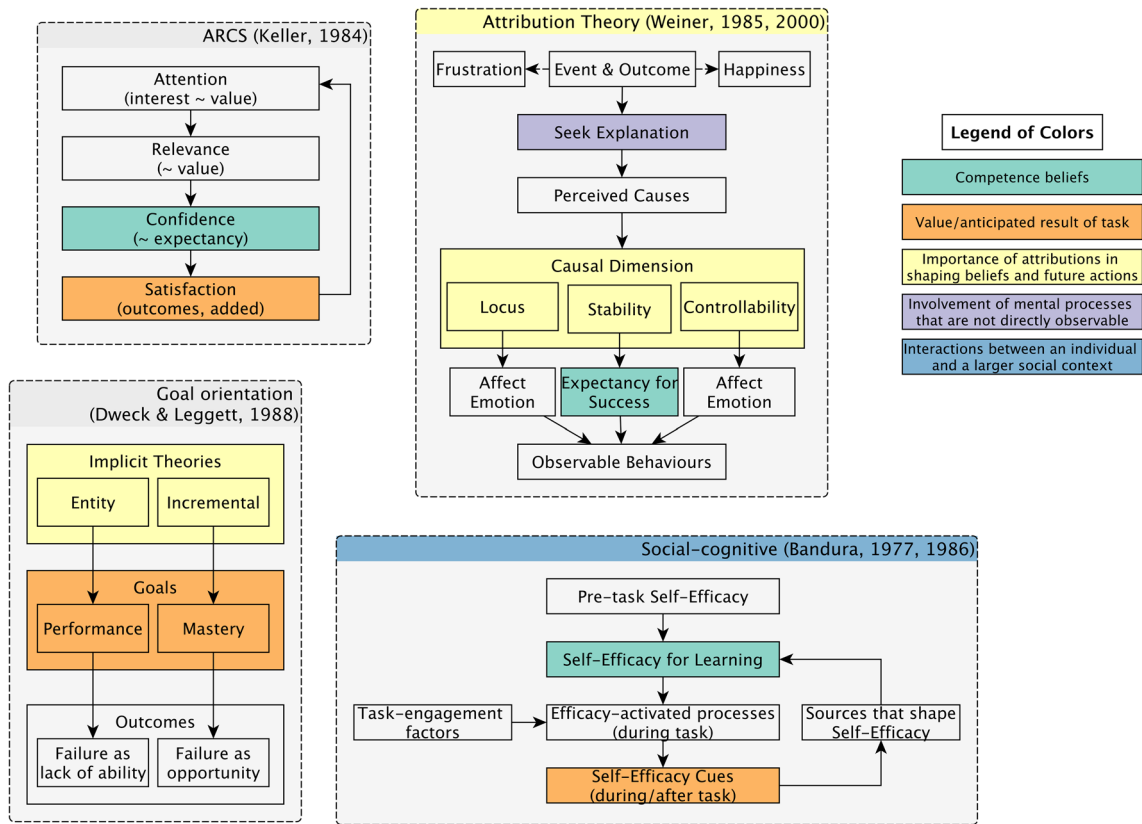 ARCS (Keller, 1984)
Attention
(interest ~ value)
Relevance
(~ value)
Confidence
(~ expectancy)
Satisfaction
(outcomes, added)
Attribution Theory (Weiner, 1985, 2000)
Frustration
Event & Outcome
Happiness
Seek Explanation
Perceived Causes
Causal Dimension
Locus
Stability
Controllability
Affect
Emotion
Expectancy for
Success
Affect
Emotion
Observable Behaviours
Legend of Colors
Competence beliefs
Value/anticipated result of task
Importance of attributions in
shaping beliefs and future actions
Involvement of mental processes
that are not directly observable
Interactions between an individual
and a larger social context
Goal orientation
(Dweck & Leggett, 1988)
Implicit Theories
Entity
Incremental
Goals
Performance
Mastery
Outcomes
Failure as
lack of ability
Failure as
opportunity
Social-cognitive (Bandura, 1977, 1986)
Pre-task Self-Efficacy
Self-Efficacy for Learning
Task-engagement
factors
Efficacy-activated processes
(during task)
Sources that shape
Self-Efficacy
Self-Efficacy Cues
(during/after task)